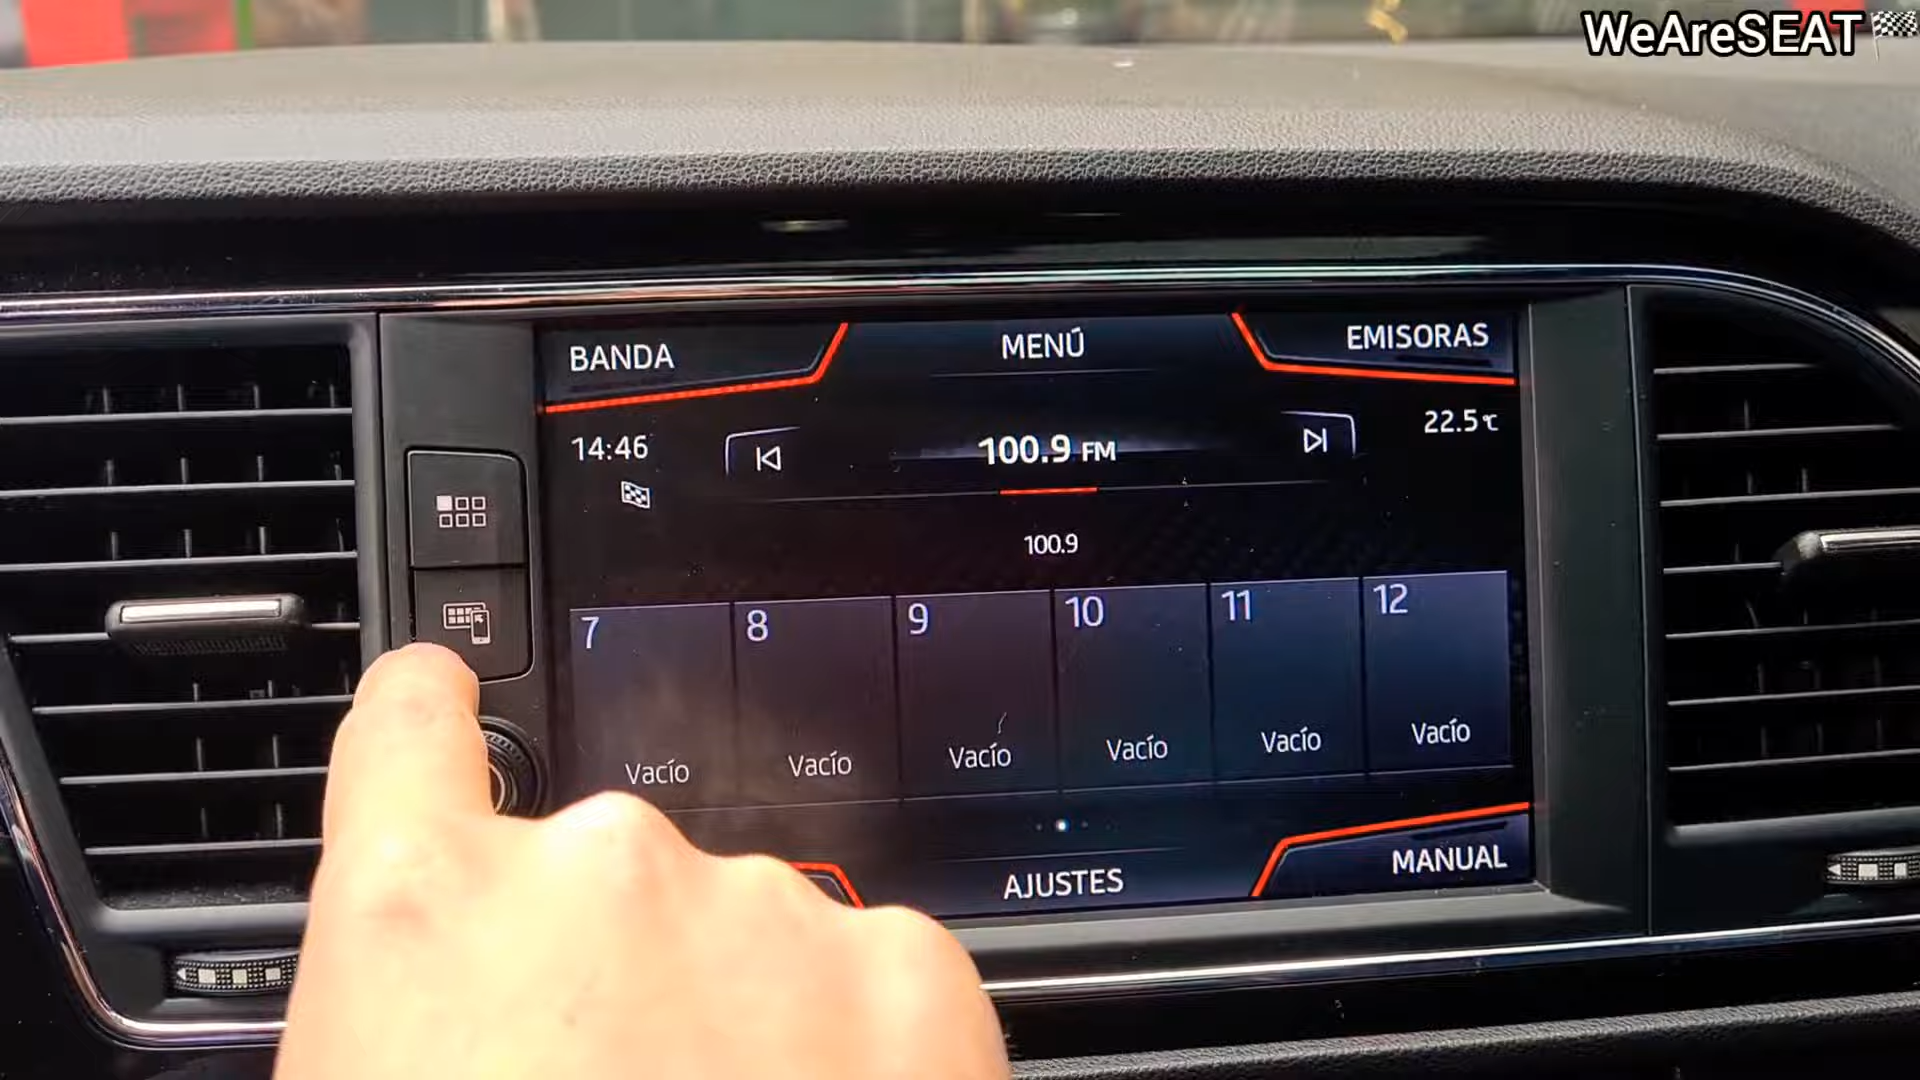 WeAreSEAT
BANDA
MENÚ
EMISORAS
14:46
100.9 FM
22.5°C
100.9
7
8
9
10
11
12
Vacío
Vacío
Vacío
Vacío
Vacío
Vacío
AJUSTES
MANUAL